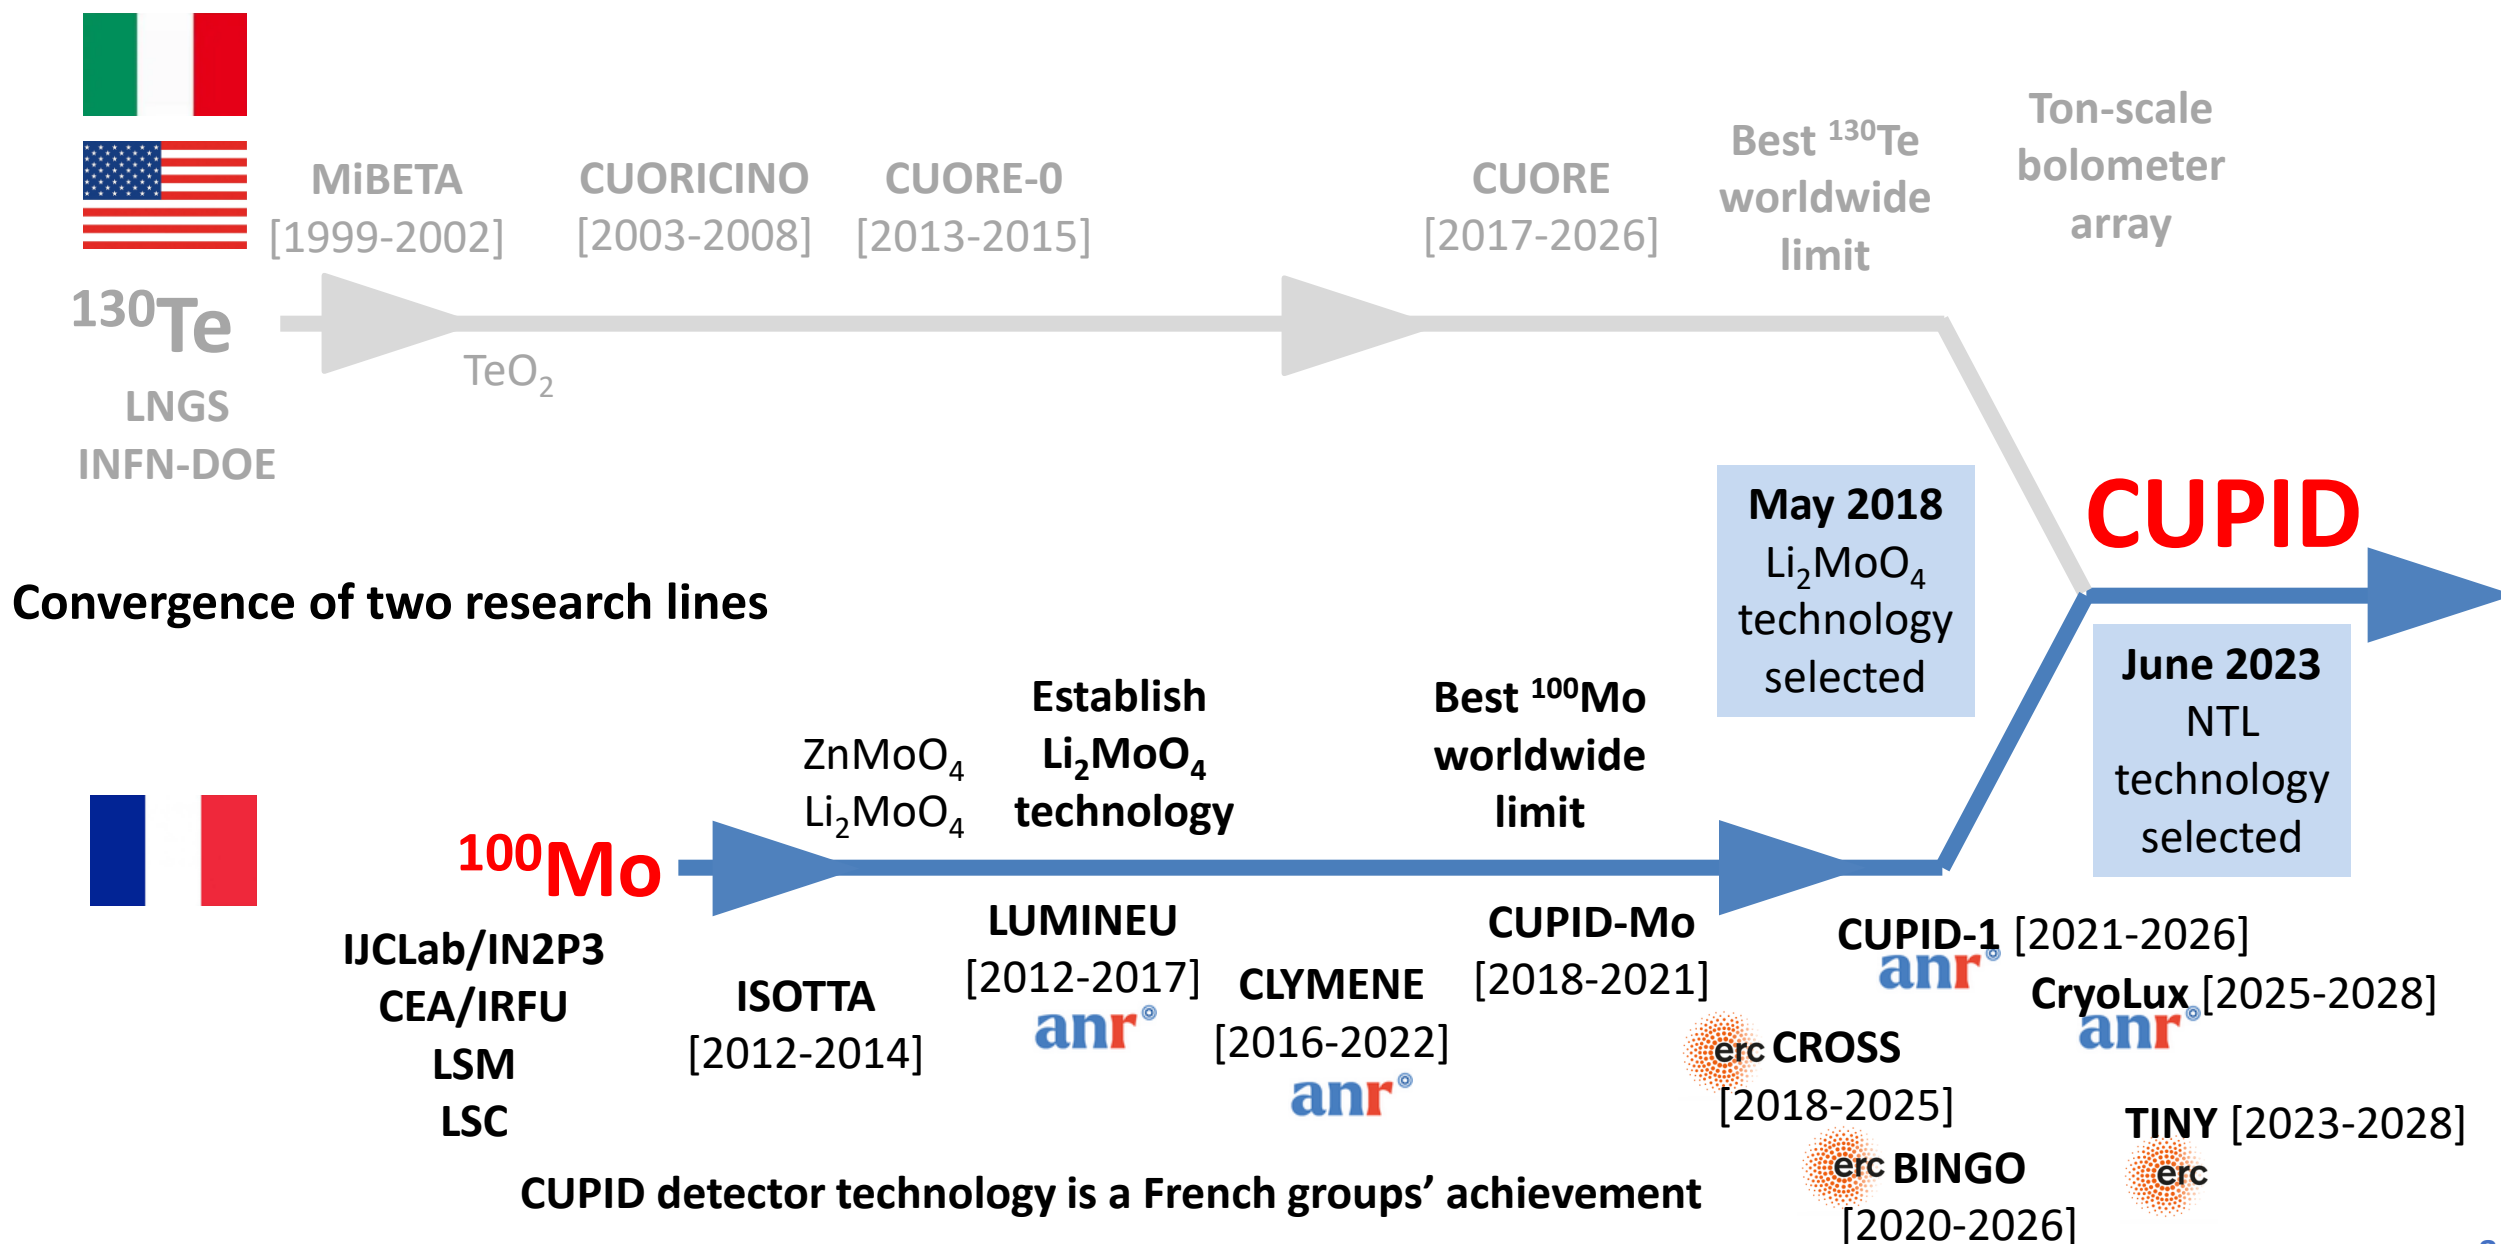 MiBETA
[1999-2002]
CUORICINO
[2003-2008]
CUORE-0
[2013-2015]
CUORE
[2017-2026]
Best ¹³⁰Te
worldwide
limit
Ton-scale
bolometer
array
¹³⁰Te
TeO₂
LNGS
INFN-DOE
May 2018
Li₂MoO₄
technology
selected
CUPID
Convergence of two research lines
June 2023
NTL
technology
selected
ZnMoO₄
Li₂MoO₄
Establish
Li₂MoO₄
technology
Best ¹⁰⁰Mo
worldwide
limit
¹⁰⁰Mo
IJCLab/IN2P3
CEA/IRFU
LSM
LSC
ISOTTA
[2012-2014]
LUMINEU
[2012-2017]
anr
CLYMENE
[2016-2022]
anr
CUPID-Mo
[2018-2021]
CUPID-1 [2021-2026]
anr
CryoLux [2025-2028]
anr
erc CROSS
[2018-2025]
TINY [2023-2028]
erc
erc BINGO
[2020-2026]
CUPID detector technology is a French groups’ achievement